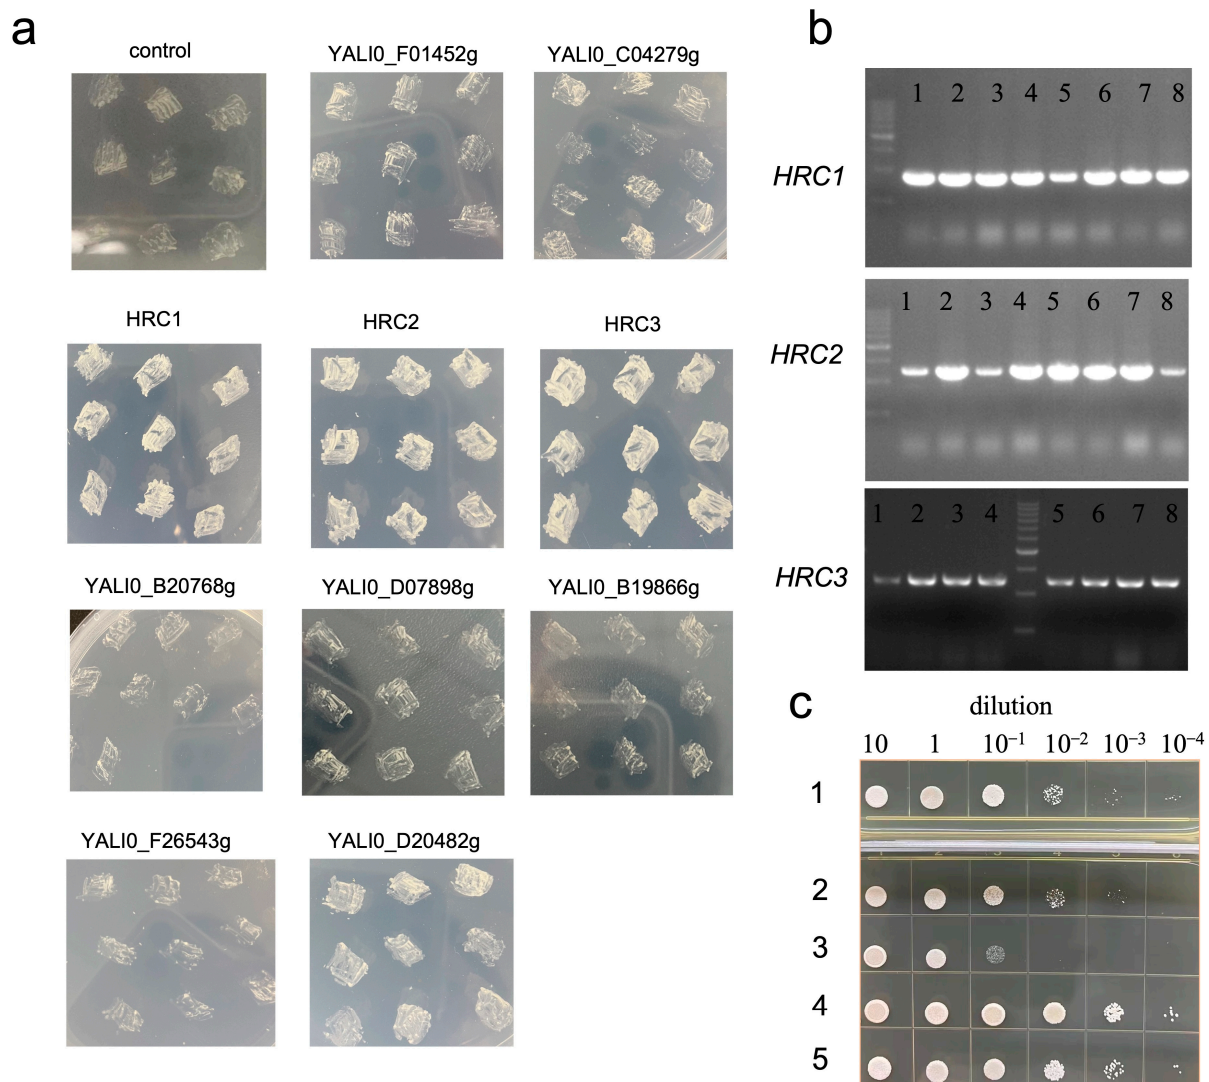 a
control
YALI0_F01452g
YALI0_C04279g
HRC1
HRC2
HRC3
YALI0_B20768g
YALI0_D07898g
YALI0_B19866g
YALI0_F26543g
YALI0_D20482g
b
1 2 3 4 5 6 7 8
HRC1
1 2 3 4 5 6 7 8
HRC2
1 2 3 4 5 6 7 8
HRC3
c
dilution
10 1 10⁻¹ 10⁻² 10⁻³ 10⁻⁴
1
2
3
4
5